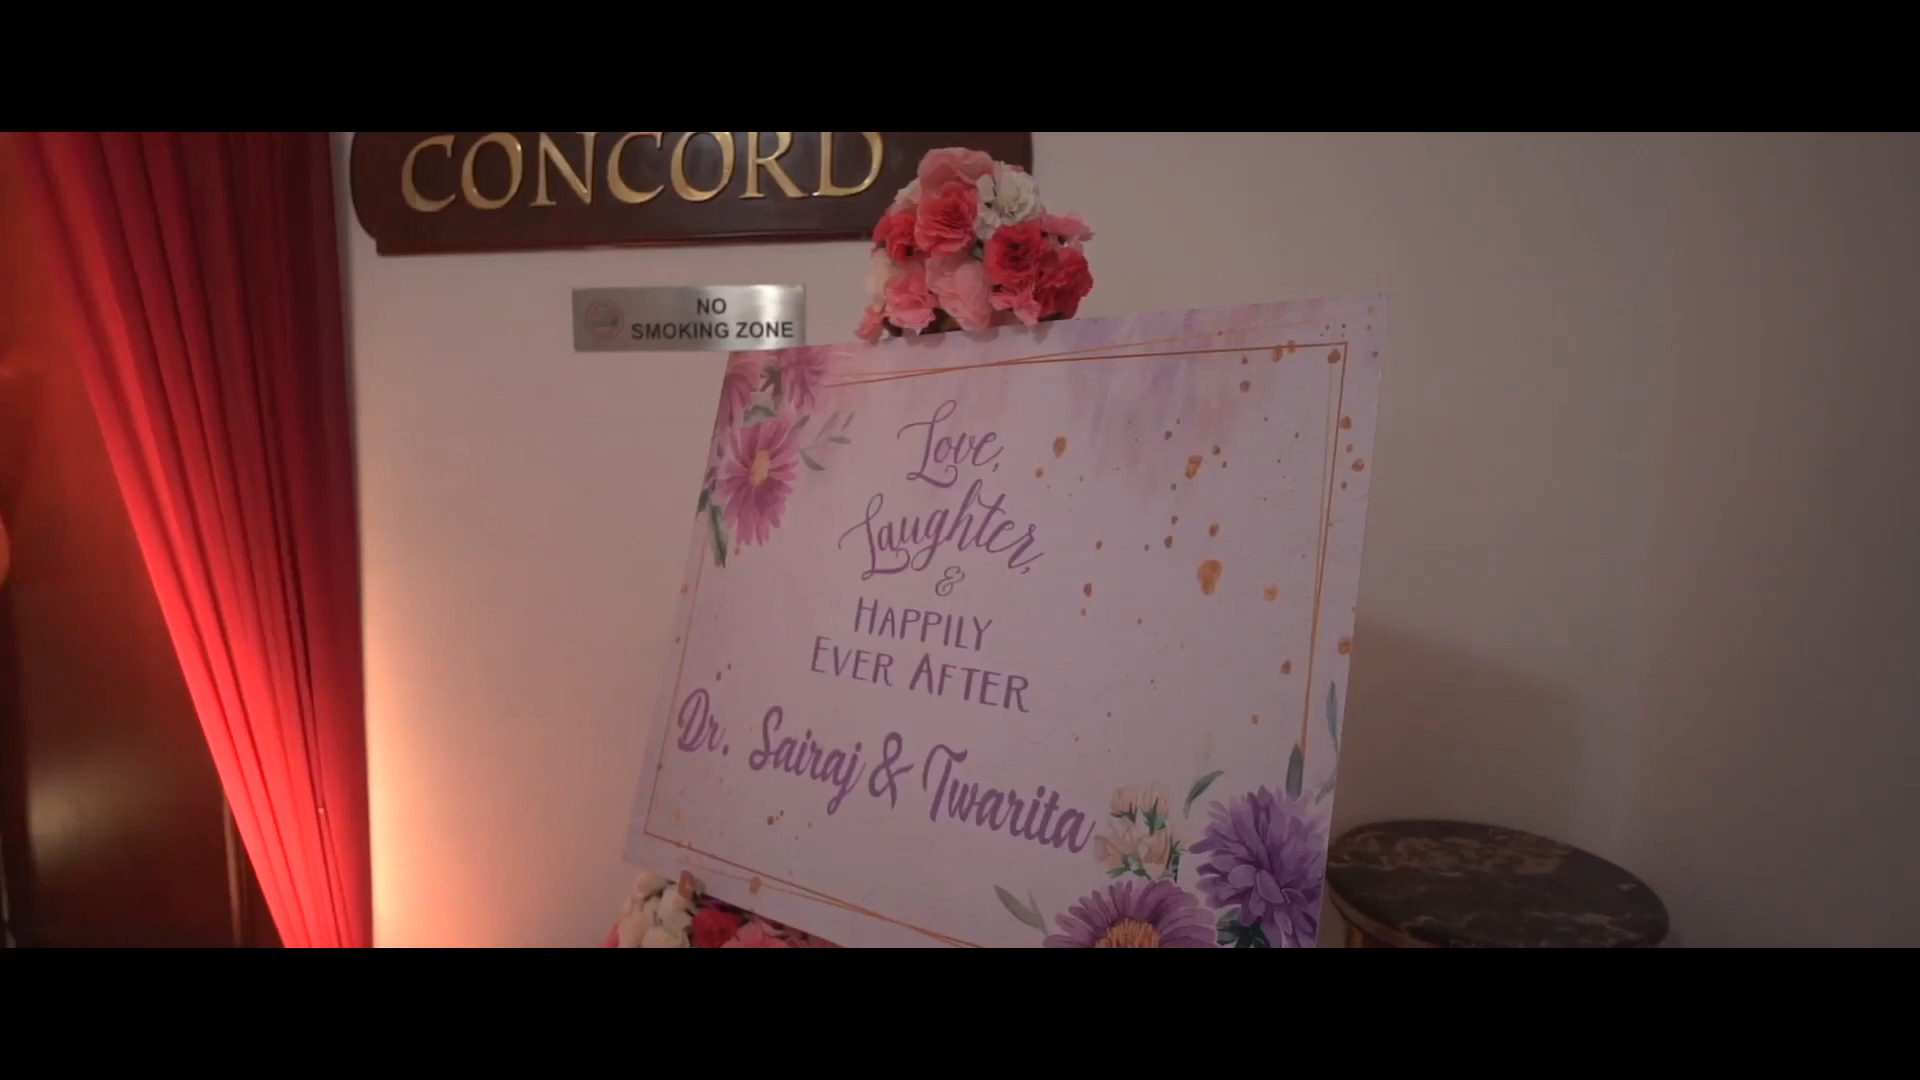 CONCORD
NO
SMOKING ZONE
Love,
Laughter,
&
HAPPILY
EVER AFTER
Dr. Sairaj & Twarita